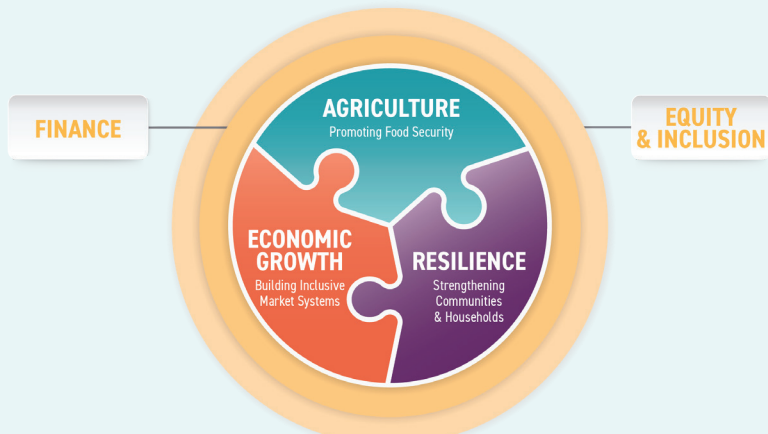 AGRICULTURE
Promoting Food Security
FINANCE
EQUITY
& INCLUSION
ECONOMIC
GROWTH
Building Inclusive
Market Systems
RESILIENCE
Strengthening
Communities
& Households